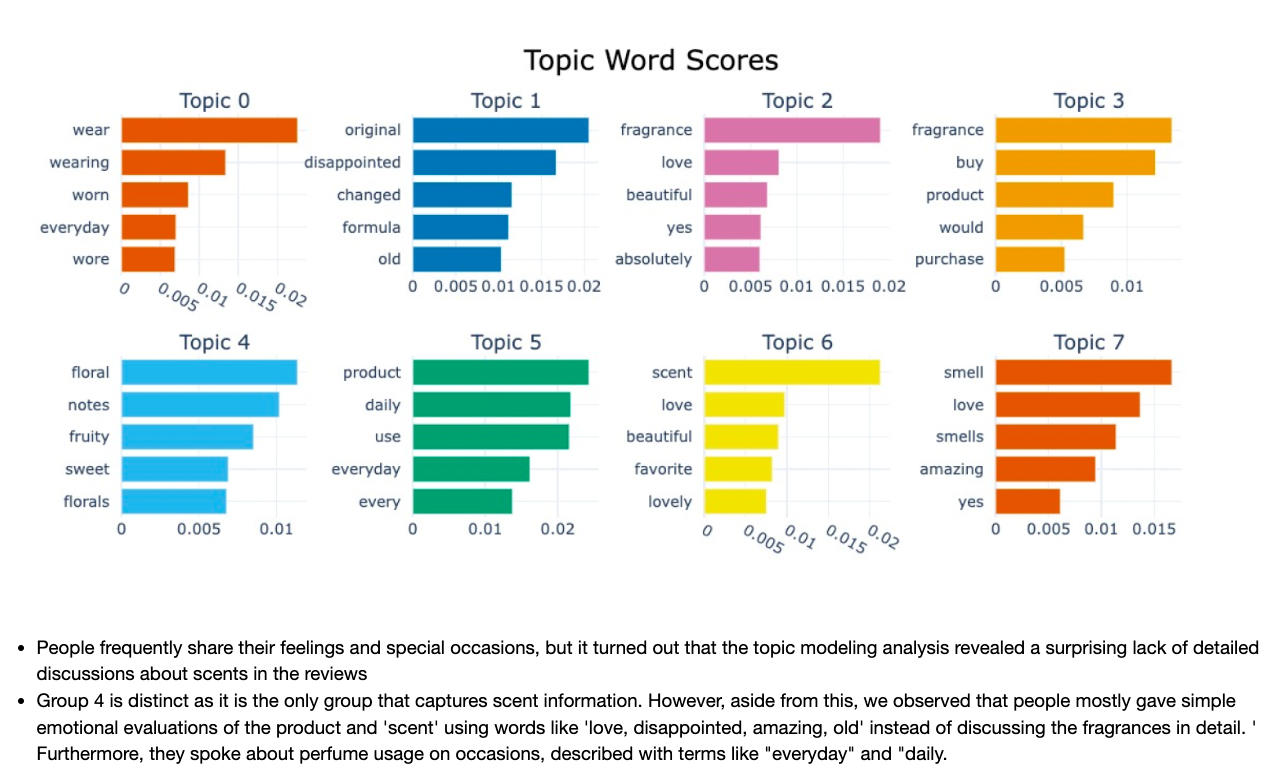 Topic Word Scores
Topic 0
wear
wearing
worn
everyday
wore
0 0.005 0.01 0.015 0.02
Topic 1
original
disappointed
changed
formula
old
0 0.005 0.01 0.015 0.02
Topic 2
fragrance
love
beautiful
yes
absolutely
0 0.005 0.01 0.015 0.02
Topic 3
fragrance
buy
product
would
purchase
0 0.005 0.01
Topic 4
floral
notes
fruity
sweet
florals
0 0.005 0.01
Topic 5
product
daily
use
everyday
every
0 0.01 0.02
Topic 6
scent
love
beautiful
favorite
lovely
0 0.005 0.01 0.015 0.02
Topic 7
smell
love
smells
amazing
yes
0 0.005 0.01 0.015
• People frequently share their feelings and special occasions, but it turned out that the topic modeling analysis revealed a surprising lack of detailed
discussions about scents in the reviews
• Group 4 is distinct as it is the only group that captures scent information. However, aside from this, we observed that people mostly gave simple
emotional evaluations of the product and 'scent' using words like 'love, disappointed, amazing, old' instead of discussing the fragrances in detail. '
Furthermore, they spoke about perfume usage on occasions, described with terms like "everyday" and "daily.